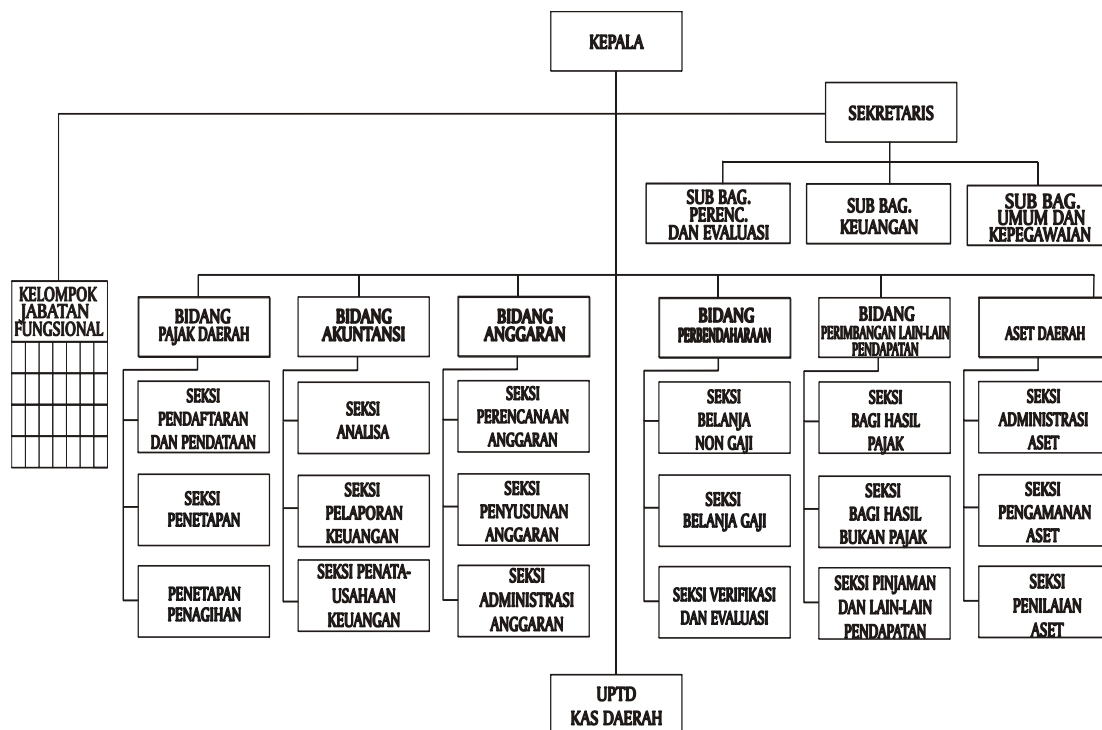 KEPALA
SEKRETARIS
SUB BAG.
PERENC.
DAN EVALUASI
SUB BAG.
KEUANGAN
SUB BAG.
UMUM DAN
KEPEGAWAIAN
KELOMPOK
JABATAN
FUNGSIONAL
BIDANG
PAJAK DAERAH
BIDANG
AKUNTANSI
BIDANG
ANGGARAN
BIDANG
PERBENDAHARAAN
BIDANG
PERIMBANGAN LAIN-LAIN
PENDAPATAN
ASET DAERAH
SEKSI
PENDAFTARAN
DAN PENDATAAN
SEKSI
ANALISA
SEKSI
PERENCANAAN
ANGGARAN
SEKSI
BELANJA
NON GAJI
SEKSI
BAGI HASIL
PAJAK
SEKSI
ADMINISTRASI
ASET
SEKSI
PENETAPAN
SEKSI
PELAPORAN
KEUANGAN
SEKSI
PENYUSUNAN
ANGGARAN
SEKSI
BELANJA GAJI
SEKSI
BAGI HASIL
BUKAN PAJAK
SEKSI
PENGAMANAN
ASET
PENETAPAN
PENAGIHAN
SEKSI PENATA-
USAHAAN
KEUANGAN
SEKSI
ADMINISTRASI
ANGGARAN
SEKSI VERIFIKASI
DAN EVALUASI
SEKSI PINJAMAN
DAN LAIN-LAIN
PENDAPATAN
SEKSI
PENILAIAN
ASET
UPTD
KAS DAERAH